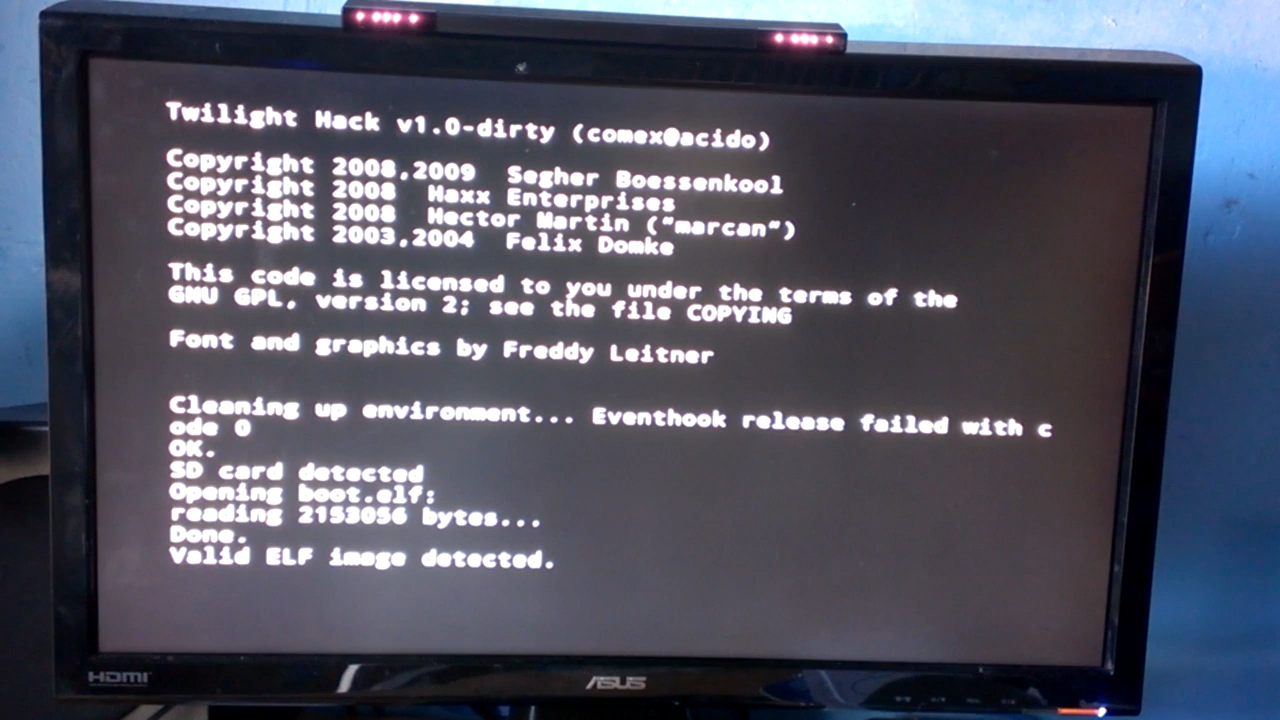 Twilight Hack v1.0-dirty (comex@acido)
Copyright 2008,2009  Segher Boessenkool
Copyright 2008  Haxx Enterprises
Copyright 2008  Hector Martin ("marcan")
Copyright 2003,2004  Felix Domke
This code is licensed to you under the terms of the
GNU GPL, version 2; see the file COPYING
Font and graphics by Freddy Leitner
Cleaning up environment... Eventhook release failed with c
ode 0
OK.
SD card detected
Opening boot.elf:
reading 2153056 bytes...
Done.
Valid ELF image detected.
HDMI
ASUS